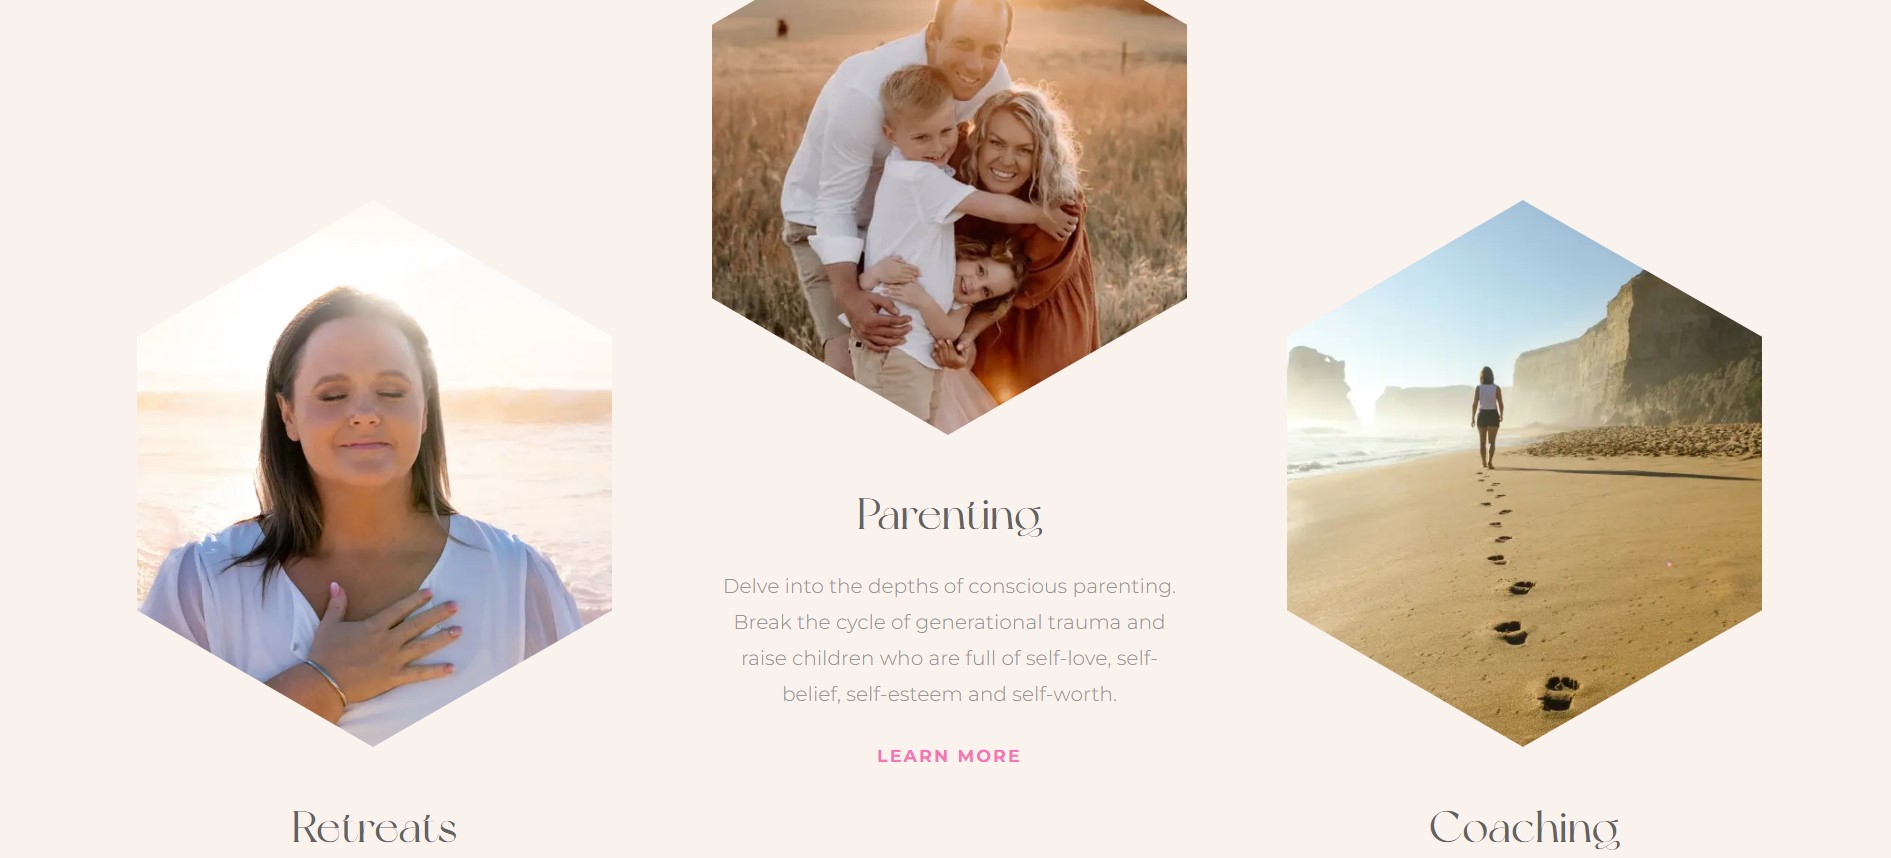 Parenting
Delve into the depths of conscious parenting.
Break the cycle of generational trauma and
raise children who are full of self-love, self-
belief, self-esteem and self-worth.
LEARN MORE
Retreats
Coaching